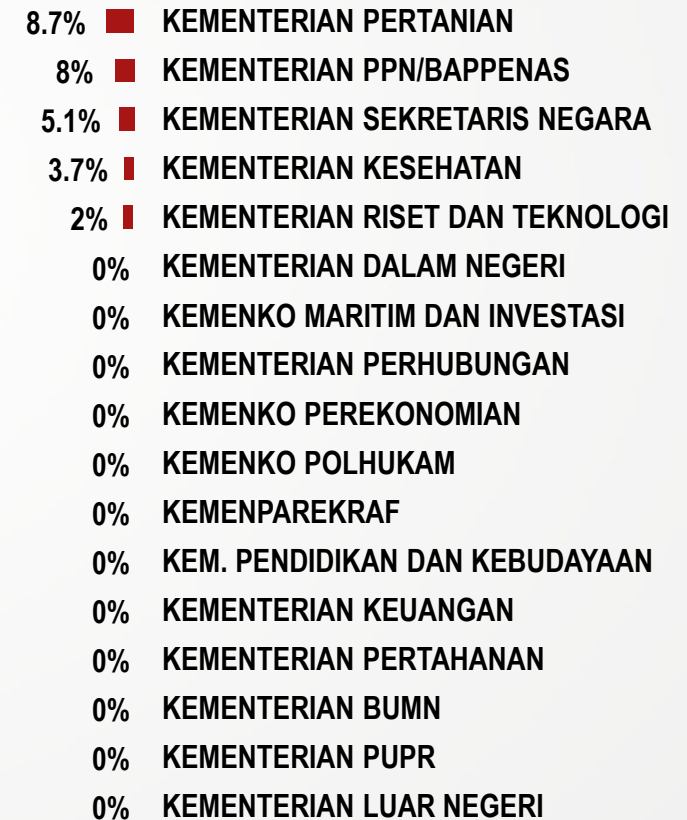 8.7% KEMENTERIAN PERTANIAN
8% KEMENTERIAN PPN/BAPPENAS
5.1% KEMENTERIAN SEKRETARIS NEGARA
3.7% KEMENTERIAN KESEHATAN
2% KEMENTERIAN RISET DAN TEKNOLOGI
0% KEMENTERIAN DALAM NEGERI
0% KEMENKO MARITIM DAN INVESTASI
0% KEMENTERIAN PERHUBUNGAN
0% KEMENKO PEREKONOMIAN
0% KEMENKO POLHUKAM
0% KEMENPAREKRAF
0% KEM. PENDIDIKAN DAN KEBUDAYAAN
0% KEMENTERIAN KEUANGAN
0% KEMENTERIAN PERTAHANAN
0% KEMENTERIAN BUMN
0% KEMENTERIAN PUPR
0% KEMENTERIAN LUAR NEGERI